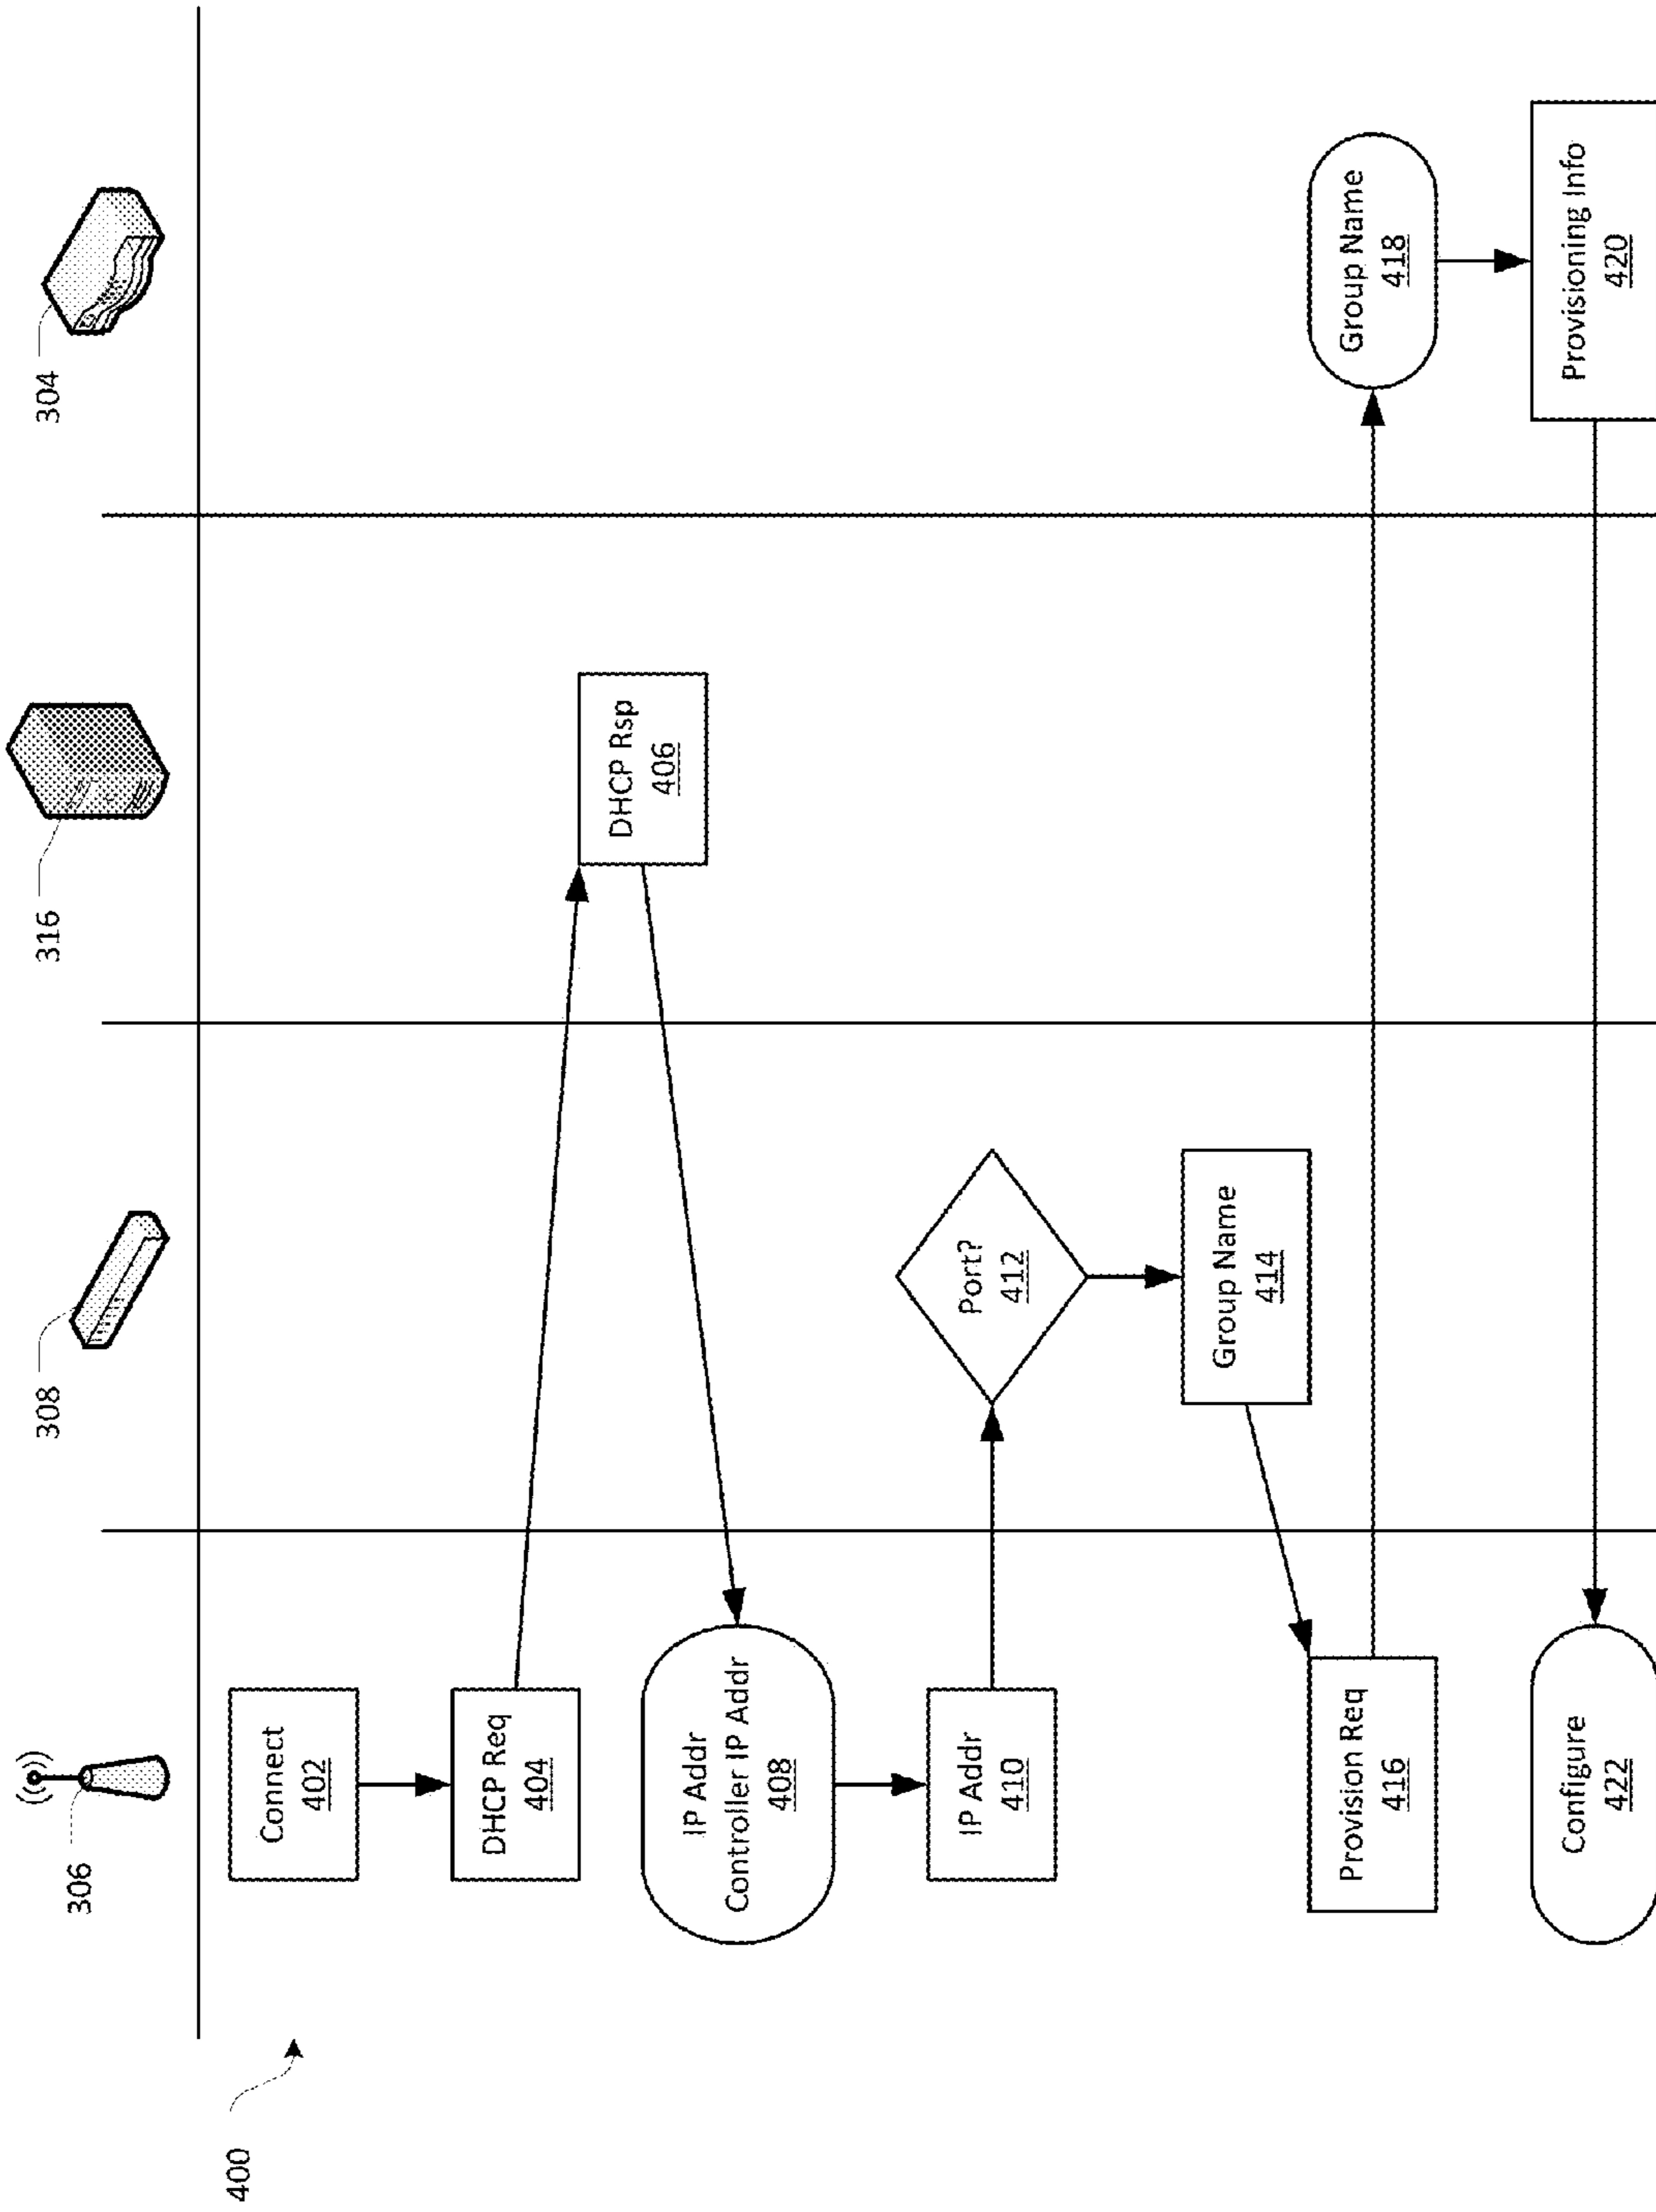 400
306
308
316
304
Connect
402
DHCP Req
404
DHCP Rsp
406
IP Addr
Controller IP Addr
408
IP Addr
410
Port?
412
Group Name
414
Provision Req
416
Group Name
418
Provisioning Info
420
Configure
422